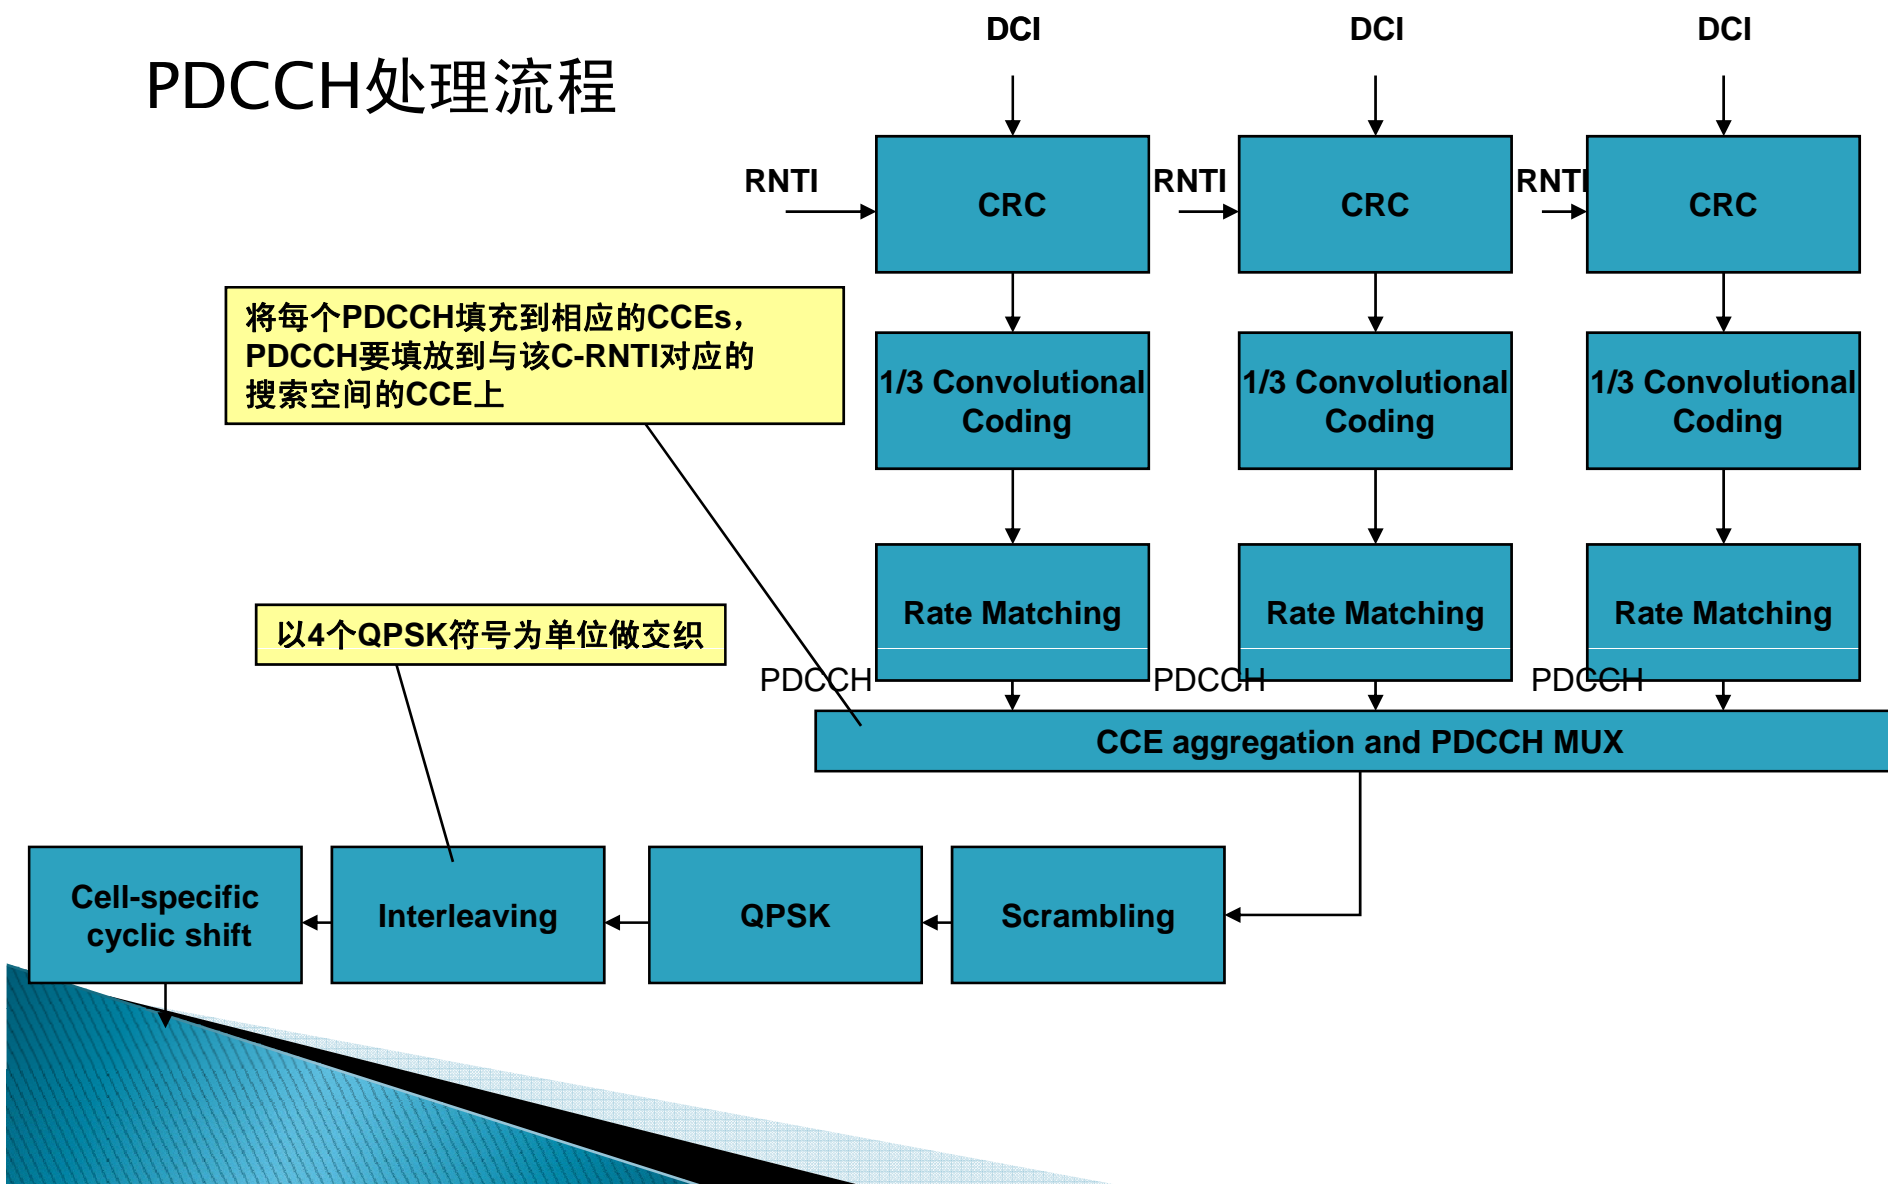 PDCCH处理流程
DCI DCI DCI
RNTI RNTI RNTI
CRC CRC CRC
将每个PDCCH填充到相应的CCEs，
PDCCH要填放到与该C-RNTI对应的
搜索空间的CCE上
1/3 Convolutional 1/3 Convolutional 1/3 Convolutional
Coding Coding Coding
Rate Matching Rate Matching Rate Matching
以4个QPSK符号为单位做交织
PDCCH PDCCH PDCCH
CCE aggregation and PDCCH MUX
Cell-specific
cyclic shift
Interleaving
QPSK
Scrambling